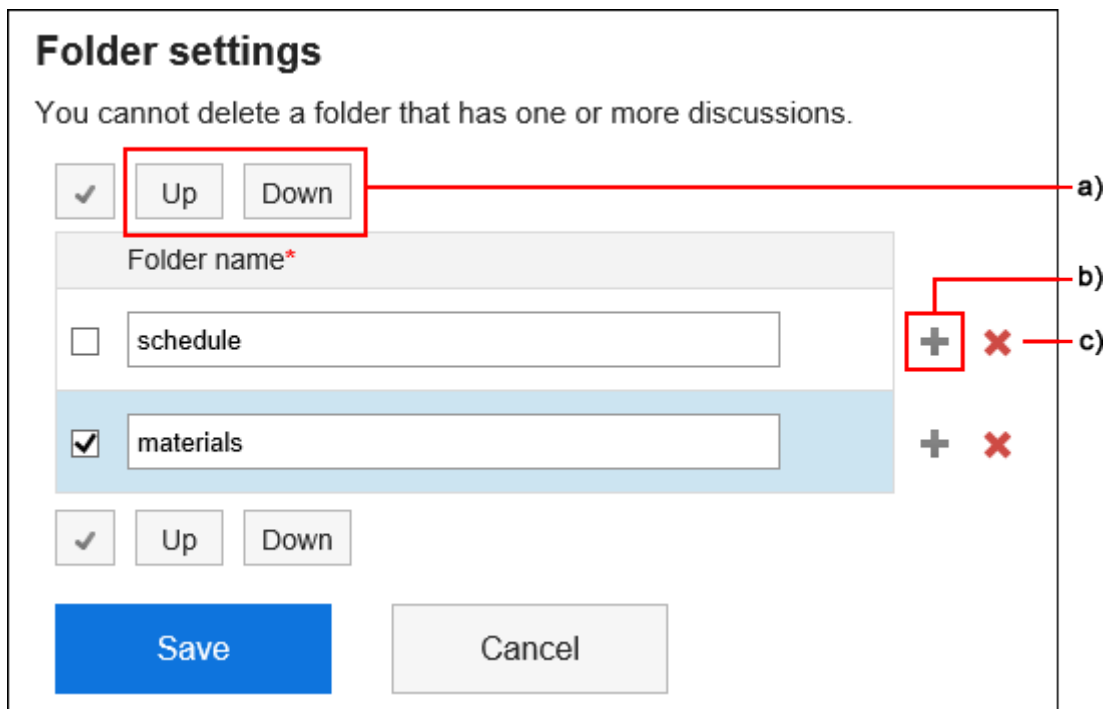 Folder settings
You cannot delete a folder that has one or more discussions.
Up Down a)
Folder name*
b)
schedule c)
materials
Up Down
Save Cancel